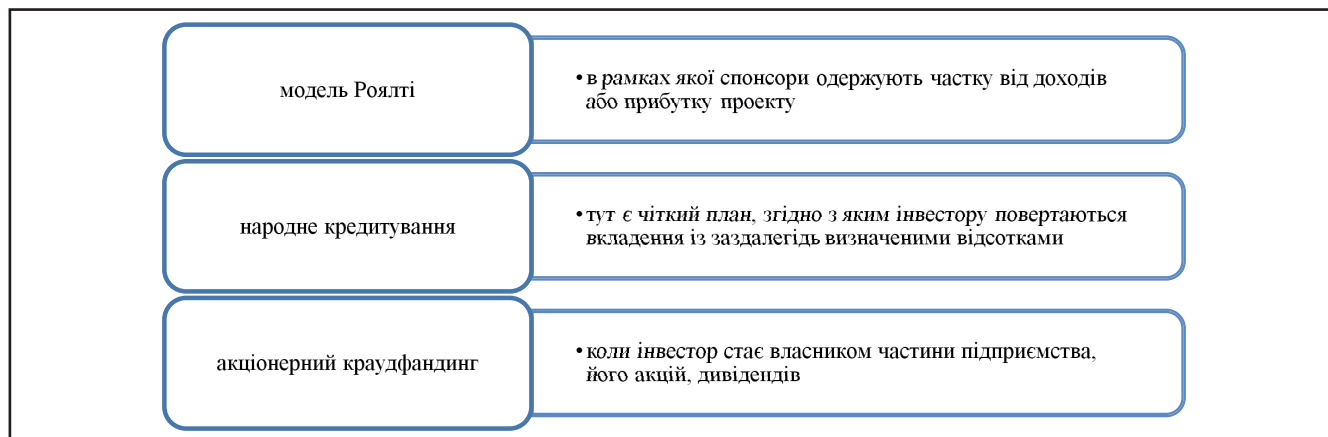 модель Роялті
• в рамках якої спонсори одержують частку від доходів
або прибутку проекту
народне кредитування
• тут є чіткий план, згідно з яким інвестору повертаються
вкладення із заздалегідь визначеними відсотками
акціонерний краудфандинг
• коли інвестор стає власником частини підприємства,
його акцій, дивідендів